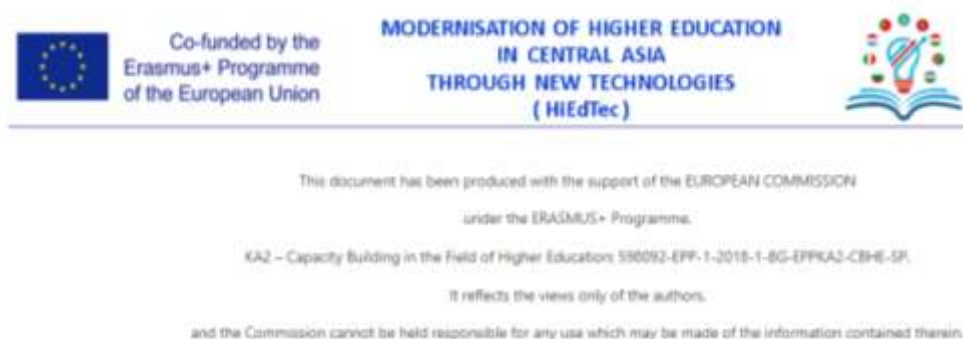 Co-funded by the
Erasmus+ Programme
of the European Union
MODERNISATION OF HIGHER EDUCATION
IN CENTRAL ASIA
THROUGH NEW TECHNOLOGIES
( HiEdTec )
This document has been produced with the support of the EUROPEAN COMMISSION
under the ERASMUS+ Programme.
KA2 – Capacity Building in the Field of Higher Education: 598092-EPP-1-2018-1-BG-EPPKA2-CBHE-SP.
It reflects the views only of the authors,
and the Commission cannot be held responsible for any use which may be made of the information contained therein.